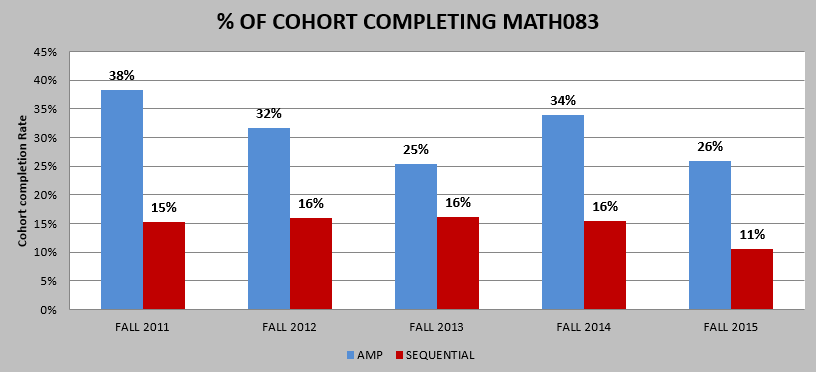 % OF COHORT COMPLETING MATH083
45%
40%
35%
30%
25%
20%
15%
10%
5%
0%
Cohort completion Rate
38%
15%
32%
16%
25%
16%
34%
16%
26%
11%
FALL 2011
FALL 2012
FALL 2013
FALL 2014
FALL 2015
AMP
SEQUENTIAL